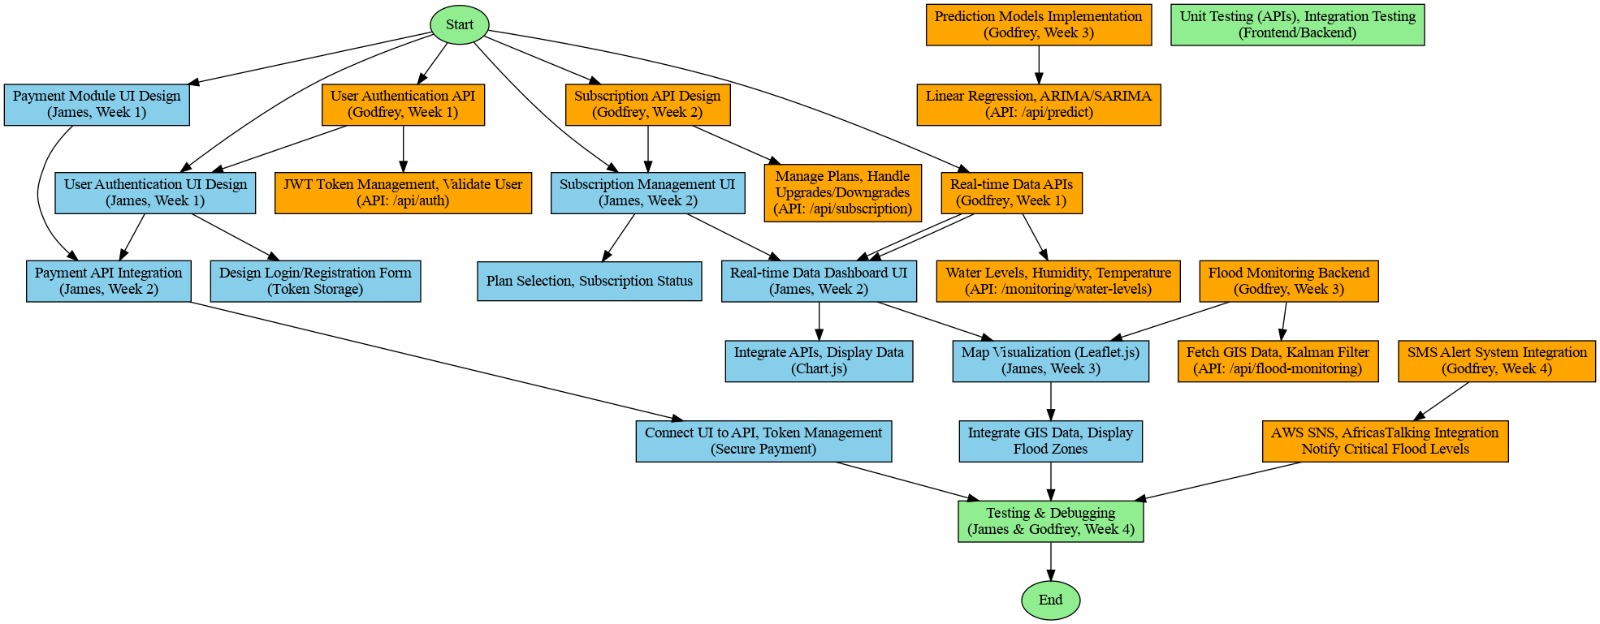 Start
Prediction Models Implementation
(Godfrey, Week 3)
Unit Testing (APIs), Integration Testing
(Frontend/Backend)
Payment Module UI Design
(James, Week 1)
User Authentication API
(Godfrey, Week 1)
Subscription API Design
(Godfrey, Week 2)
Linear Regression, ARIMA/SARIMA
(API: /api/predict)
User Authentication UI Design
(James, Week 1)
JWT Token Management, Validate User
(API: /api/auth)
Subscription Management UI
(James, Week 2)
Manage Plans, Handle
Upgrades/Downgrades
(API: /api/subscription)
Real-time Data APIs
(Godfrey, Week 1)
Payment API Integration
(James, Week 2)
Design Login/Registration Form
(Token Storage)
Plan Selection, Subscription Status
Real-time Data Dashboard UI
(James, Week 2)
Water Levels, Humidity, Temperature
(API: /monitoring/water-levels)
Flood Monitoring Backend
(Godfrey, Week 3)
Integrate APIs, Display Data
(Chart.js)
Map Visualization (Leaflet.js)
(James, Week 3)
Fetch GIS Data, Kalman Filter
(API: /api/flood-monitoring)
SMS Alert System Integration
(Godfrey, Week 4)
Connect UI to API, Token Management
(Secure Payment)
Integrate GIS Data, Display
Flood Zones
AWS SNS, AfricasTalking Integration
Notify Critical Flood Levels
Testing & Debugging
(James & Godfrey, Week 4)
End